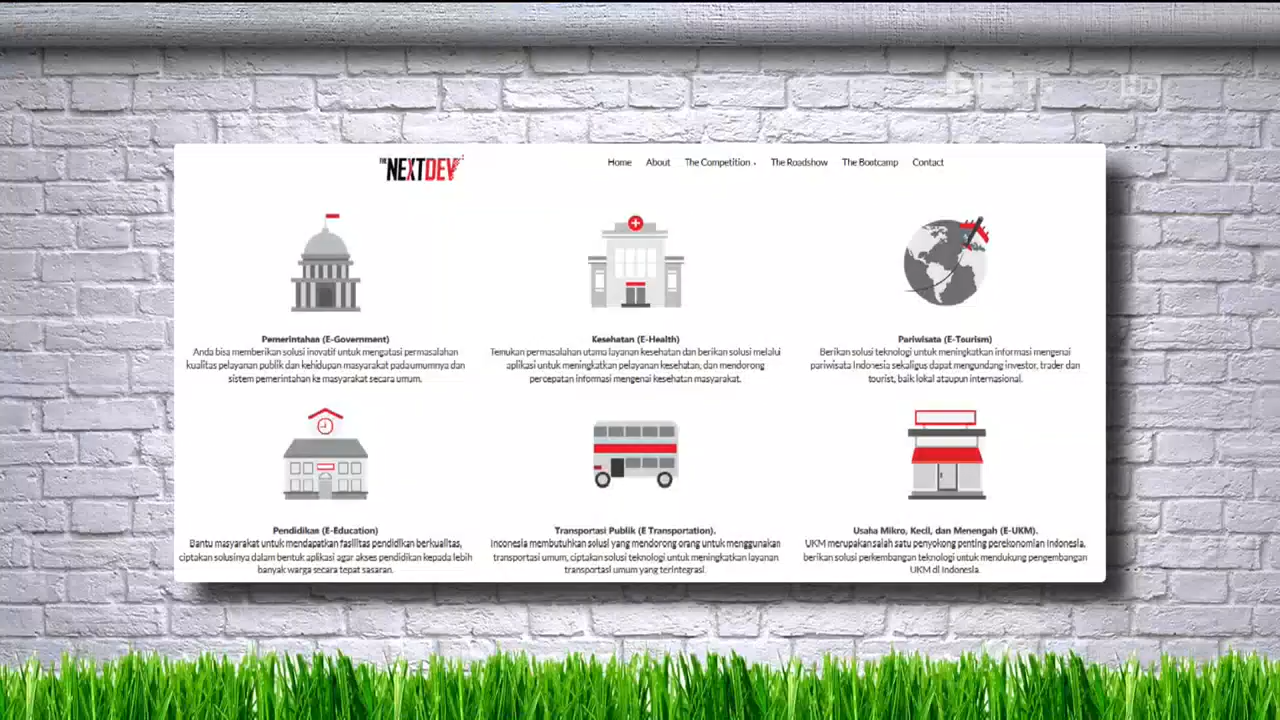 NET. HD
THE NEXTDEV
Home About The Competition The Roadshow The Bootcamp Contact
Pemerintahan (E-Government)
Anda bisa memberikan solusi inovatif untuk mengatasi permasalahan
kualitas pelayanan publik dan kehidupan masyarakat pada umumnya dan
sistem pemerintahan ke masyarakat secara umum.
Kesehatan (E-Health)
Temukan permasalahan utama layanan kesehatan dan berikan solusi melalui
aplikasi untuk meningkatkan pelayanan kesehatan, dan mendorong
percepatan informasi mengenai kesehatan masyarakat.
Pariwisata (E-Tourism)
Berikan solusi teknologi untuk meningkatkan informasi mengenai
pariwisata Indonesia sekaligus dapat mengundang investor, trader dan
tourist, baik lokal ataupun internasional.
Pendidikan (E-Education)
Bantu masyarakat untuk mendapatkan fasilitas pendidikan berkualitas,
ciptakan solusinya dalam bentuk aplikasi agar akses pendidikan kepada lebih
banyak warga secara tepat sasaran.
Transportasi Publik (E Transportation).
Indonesia membutuhkan solusi yang mendorong orang untuk menggunakan
transportasi umum, ciptakan solusi teknologi untuk meningkatkan layanan
transportasi umum yang terintegrasi.
Usaha Mikro, Kecil, dan Menengah (E-UKM).
UKM merupakan salah satu penyokong penting perekonomian Indonesia,
berikan solusi perkembangan teknologi untuk mendukung pengembangan
UKM di Indonesia.